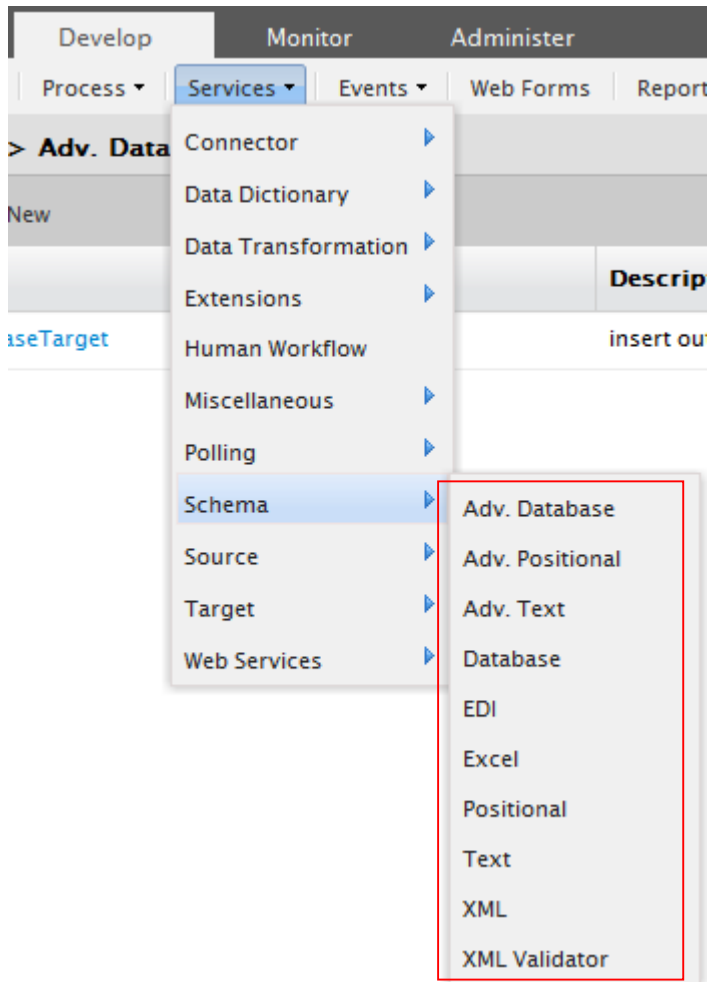 Develop Monitor Administer
Process Services Events Web Forms Report
> Adv. Data
New
Descrip
aseTarget insert ou
Connector
Data Dictionary
Data Transformation
Extensions
Human Workflow
Miscellaneous
Polling
Schema
Source
Target
Web Services
Adv. Database
Adv. Positional
Adv. Text
Database
EDI
Excel
Positional
Text
XML
XML Validator